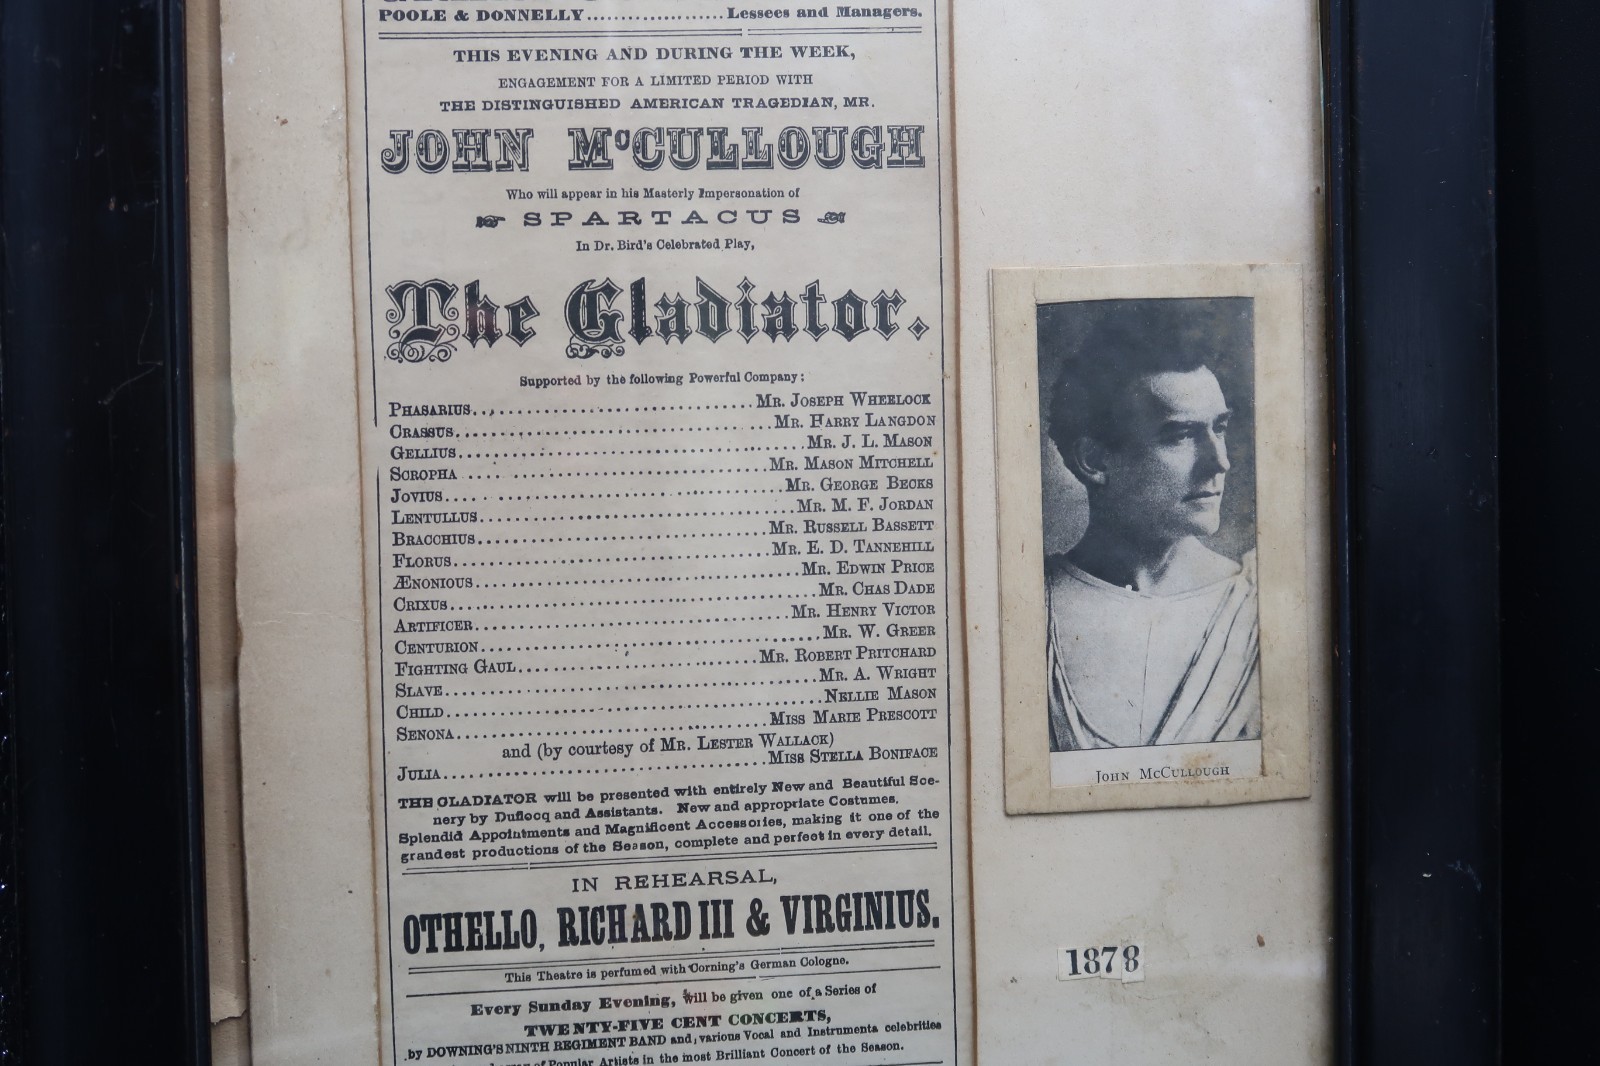 POOLE & DONNELLY....................Lessees and Managers.
THIS EVENING AND DURING THE WEEK,
ENGAGEMENT FOR A LIMITED PERIOD WITH
THE DISTINGUISHED AMERICAN TRAGEDIAN, MR.
JOHN McCULLOUGH
Who will appear in his Masterly Impersonation of
SPARTACUS
In Dr. Bird's Celebrated Play,
The Gladiator.
Supported by the following Powerful Company:
PHASARIUS..............................MR. JOSEPH WHEELOCK
CRASSUS..............................MR. HARRY LANGDON
GELLIUS..............................MR. J. L. MASON
SCROPHA..............................MR. MASON MITCHELL
JOVIUS..............................MR. GEORGE BECKS
LENTULLUS..............................MR. M. F. JORDAN
BRACCHIUS..............................MR. RUSSELL BASSETT
FLORUS..............................MR. E. D. TANNEHILL
ÆNONIOUS..............................MR. EDWIN PRICE
CRIXUS..............................MR. CHAS DADE
ARTIFICER..............................MR. HENRY VICTOR
CENTURION..............................MR. W. GREER
FIGHTING GAUL..............................MR. ROBERT PRITCHARD
SLAVE..............................MR. A. WRIGHT
CHILD..............................NELLIE MASON
SENONA..............................MISS MARIE PRESCOTT
and (by courtesy of MR. LESTER WALLACK)
JULIA..............................MISS STELLA BONIFACE
THE GLADIATOR will be presented with entirely New and Beautiful Sce-
nery by Duflocq and Assistants. New and appropriate Costumes,
Splendid Appointments and Magnificent Accessories, making it one of the
grandest productions of the Season, complete and perfect in every detail.
IN REHEARSAL,
OTHELLO, RICHARD III & VIRGINIUS.
This Theatre is perfumed with Corning's German Cologne.
Every Sunday Evening, will be given one of a Series of
TWENTY-FIVE CENT CONCERTS,
by DOWNING'S NINTH REGIMENT BAND and various Vocal and Instrumenta celebrities
of Popular Artists in the most Brilliant Concert of the Season.
JOHN MCCULLOUGH
1878